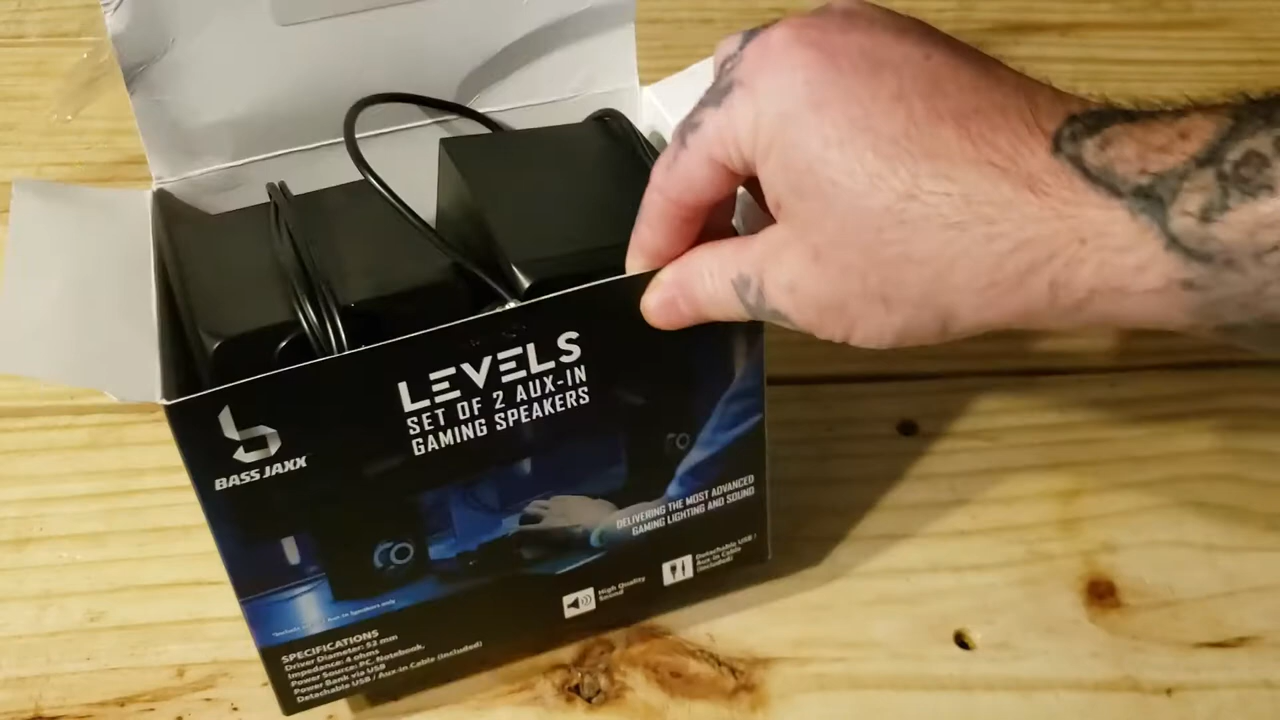 LEVELS
SET OF 2 AUX-IN
GAMING SPEAKERS
BASS JAXX
DELIVERING THE MOST ADVANCED
GAMING LIGHTING AND SOUND
High Quality
Sound
Detachable USB /
Aux in Cable
(included)
SPECIFICATIONS
Driver Diameter: 52 mm
Impedance: 4 ohms
Power Source: PC, Notebook,
Power Bank via USB
Detachable USB / Aux-in Cable (included)